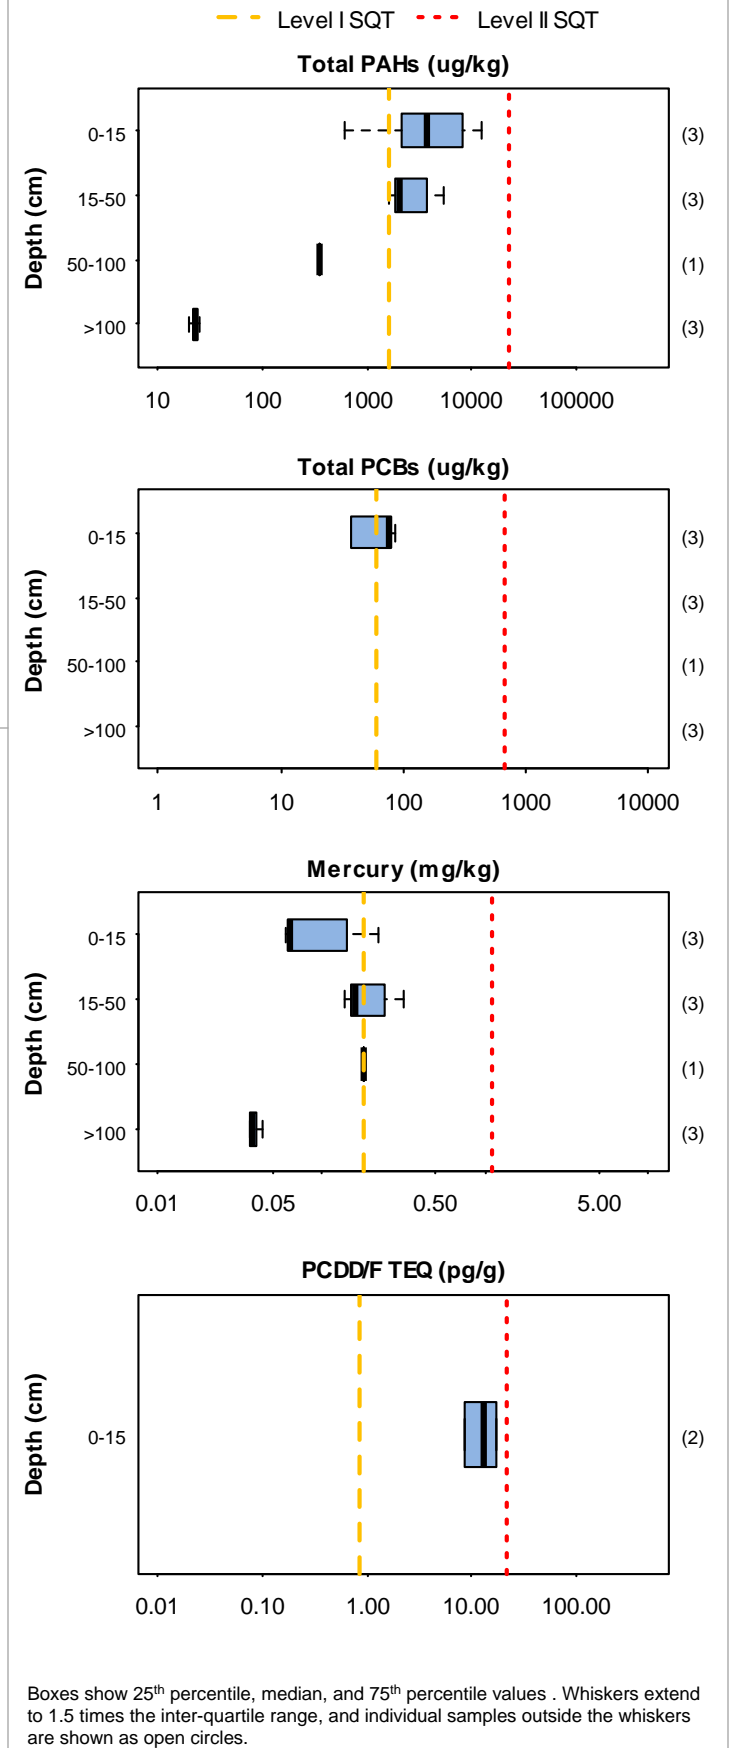 Level I SQT Level II SQT
Total PAHs (ug/kg)
Depth (cm)
0-15 (3)
15-50 (3)
50-100 (1)
>100 (3)
10 100 1000 10000 100000
Total PCBs (ug/kg)
Depth (cm)
0-15 (3)
15-50 (3)
50-100 (1)
>100 (3)
1 10 100 1000 10000
Mercury (mg/kg)
Depth (cm)
0-15 (3)
15-50 (3)
50-100 (1)
>100 (3)
0.01 0.05 0.50 5.00
PCDD/F TEQ (pg/g)
Depth (cm)
0-15 (2)
0.01 0.10 1.00 10.00 100.00
Boxes show 25th percentile, median, and 75th percentile values . Whiskers extend
to 1.5 times the inter-quartile range, and individual samples outside the whiskers
are shown as open circles.